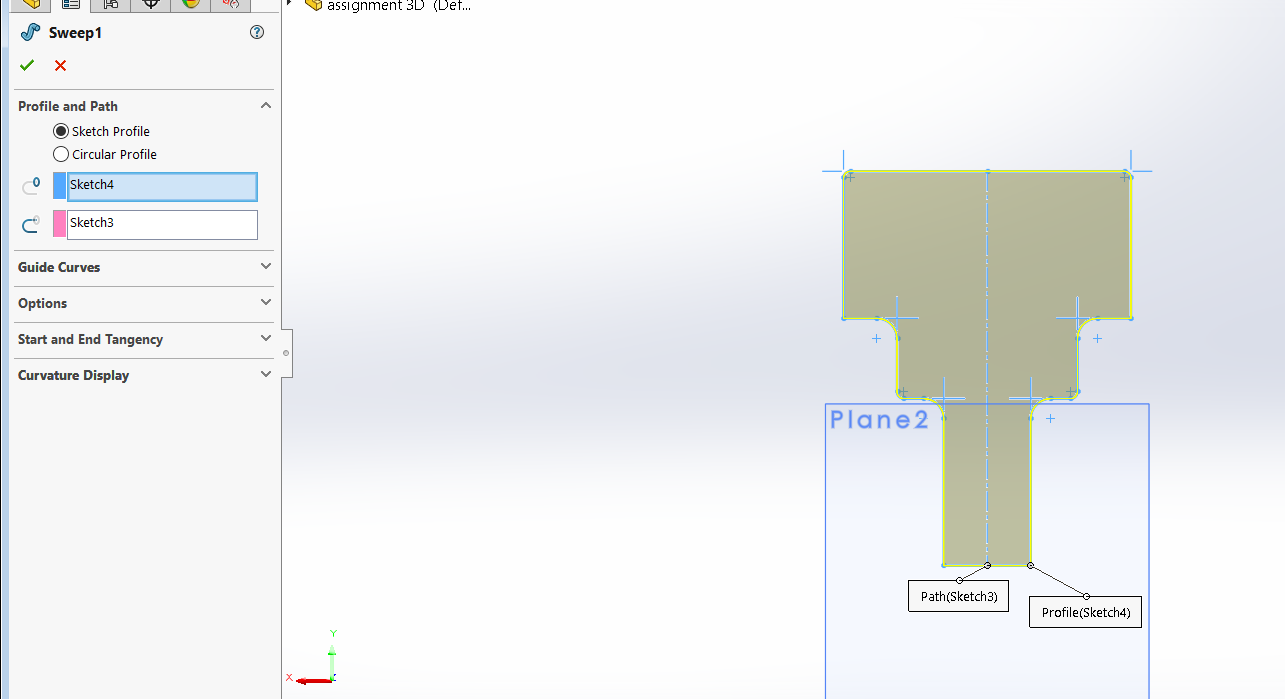 assignment 3D (Def...
Sweep1
?
Profile and Path
Sketch Profile
Circular Profile
Sketch4
Sketch3
Guide Curves
Options
Start and End Tangency
Curvature Display
Plane2
Path(Sketch3)
Profile(Sketch4)
Y
X